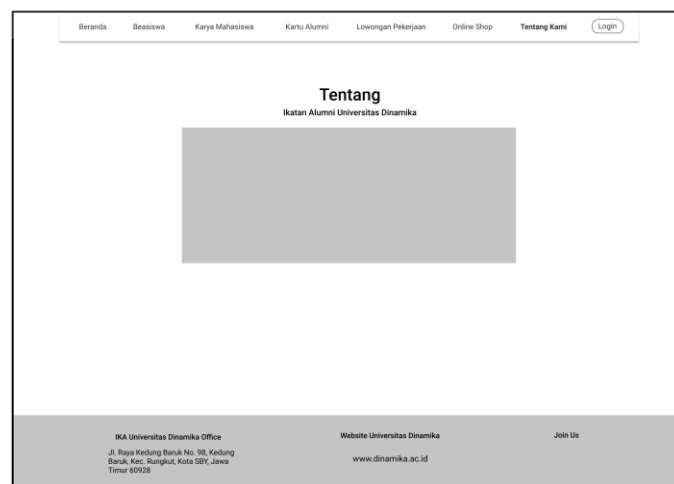 Beranda Beasiswa Karya Mahasiswa Kartu Alumni Lowongan Pekerjaan Online Shop Tentang Kami Login
Tentang
Ikatan Alumni Universitas Dinamika
IKA Universitas Dinamika Office
Jl. Raya Kedung Baruk No. 98, Kedung
Baruk, Kec. Rungkut, Kota SBY, Jawa
Timur 60928
Website Universitas Dinamika
www.dinamika.ac.id
Join Us